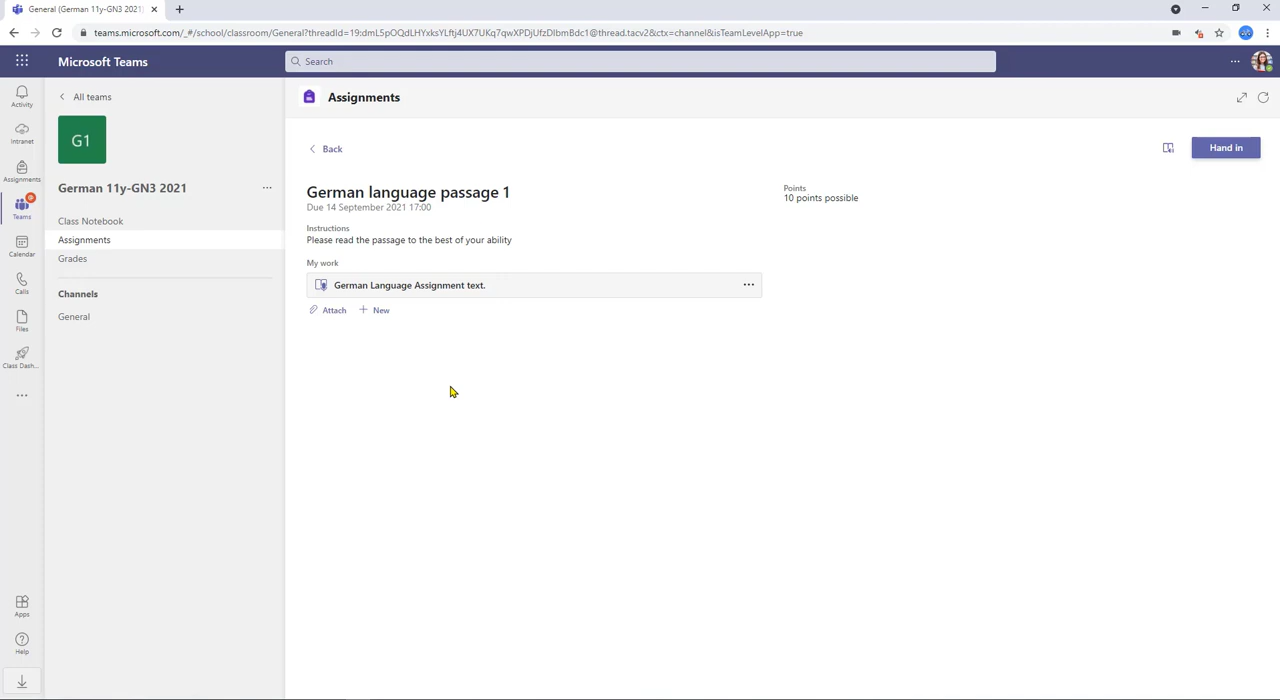 General (German 11y-GN3 2021)
teams.microsoft.com/_#/school/classroom/General?threadId=19:dmL5pOQdLHYxksYLftj4UX7UKq7qwXPDjUfzDlbmBdc1@thread.tacv2&ctx=channel&isTeamLevelApp=true
Microsoft Teams
Search
Activity
Intranet
Assignments
Teams
Calendar
Calls
Files
Class Dash...
Apps
Help
All teams
G1
German 11y-GN3 2021
Class Notebook
Assignments
Grades
Channels
General
Assignments
Back
Hand in
German language passage 1
Due 14 September 2021 17:00
Points
10 points possible
Instructions
Please read the passage to the best of your ability
My work
German Language Assignment text.
Attach
New